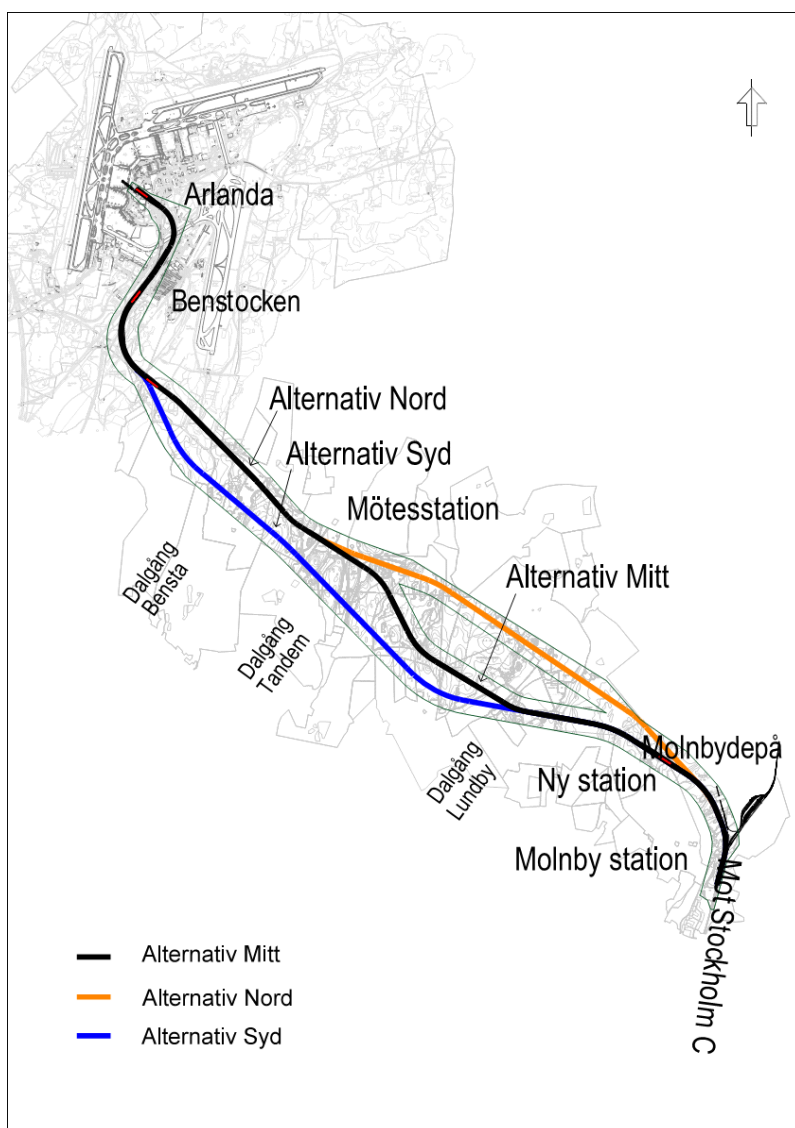 Arlanda
Benstocken
Alternativ Nord
Alternativ Syd
Mötesstation
Dalgång
Bensta
Alternativ Mitt
Dalgång
Tandem
Dalgång
Lundby
Molnbydepå
Ny station
Molnby station
Mot Stockholm C
Alternativ Mitt
Alternativ Nord
Alternativ Syd